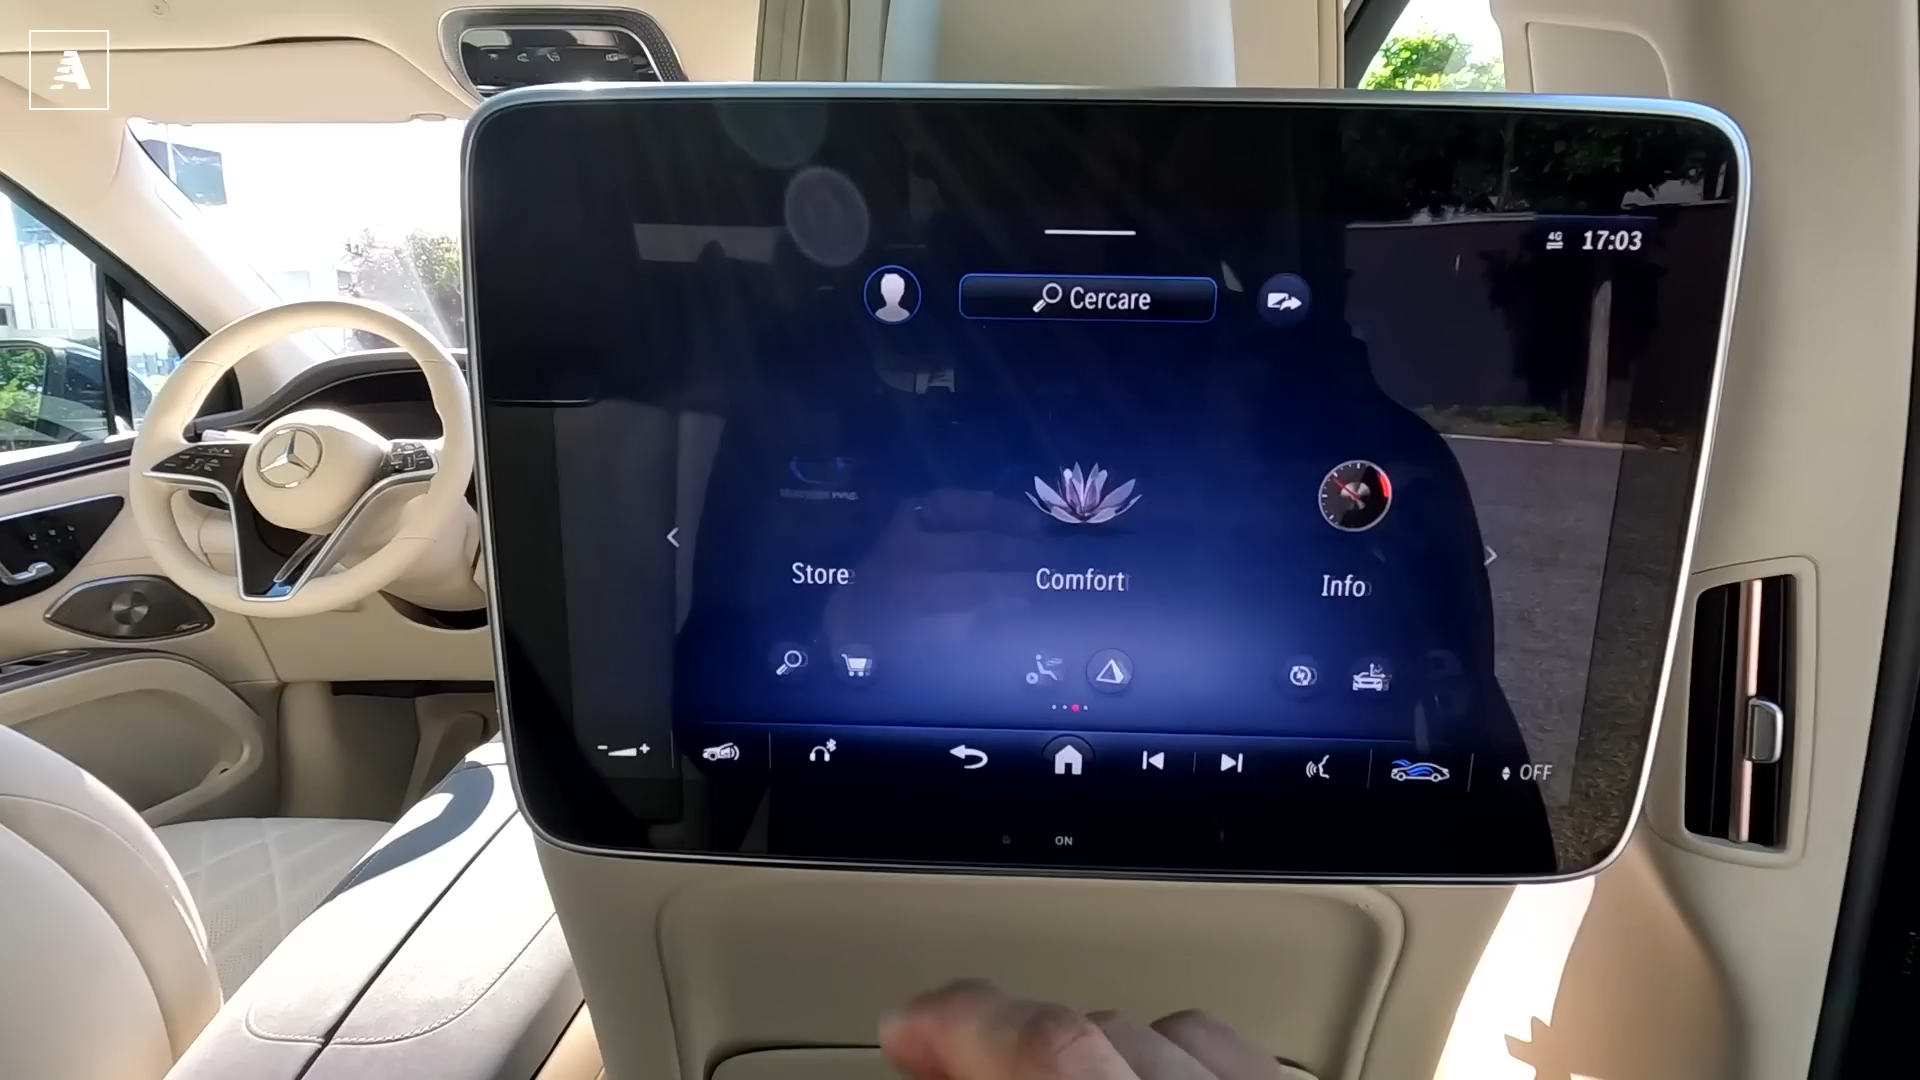 4G 17:03
Cercare
Store
Comfort
Info
OFF
ON